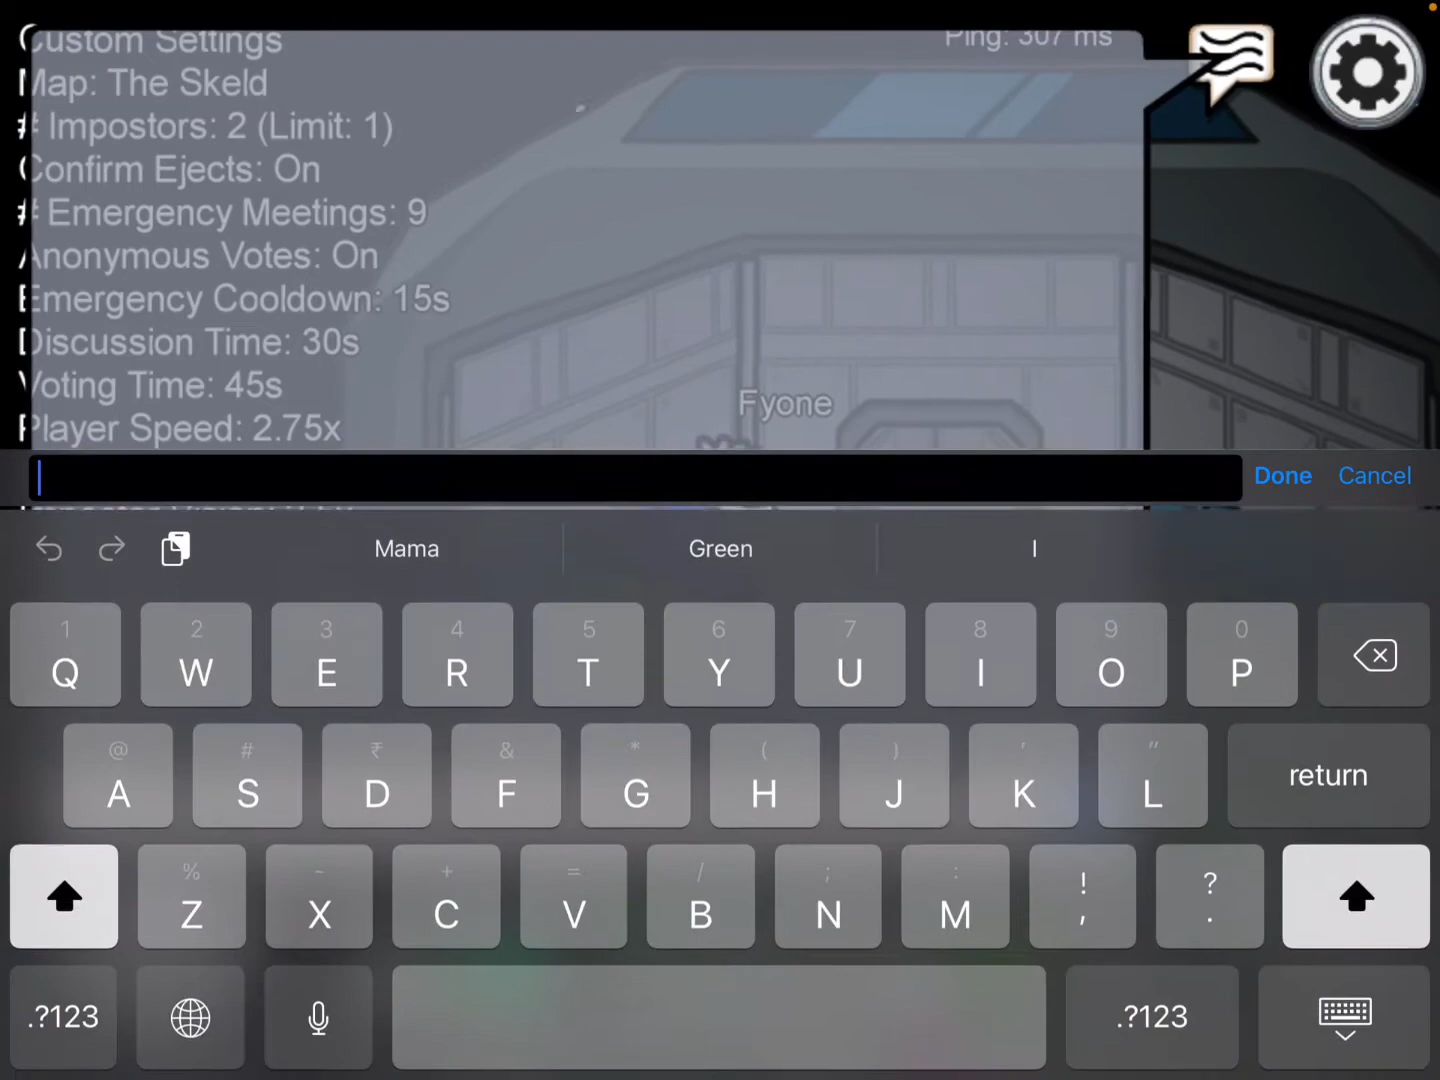 Custom Settings
Ping: 307 ms
Map: The Skeld
# Impostors: 2 (Limit: 1)
Confirm Ejects: On
# Emergency Meetings: 9
Anonymous Votes: On
Emergency Cooldown: 15s
Discussion Time: 30s
Voting Time: 45s
Player Speed: 2.75x
Fyone
Done Cancel
Mama Green I
1 2 3 4 5 6 7 8 9 0
Q W E R T Y U I O P
@ # ₹ & * ( ) ' "
A S D F G H J K L return
% ~ + = / ; : ! ?
Z X C V B N M , .
.?123 .?123